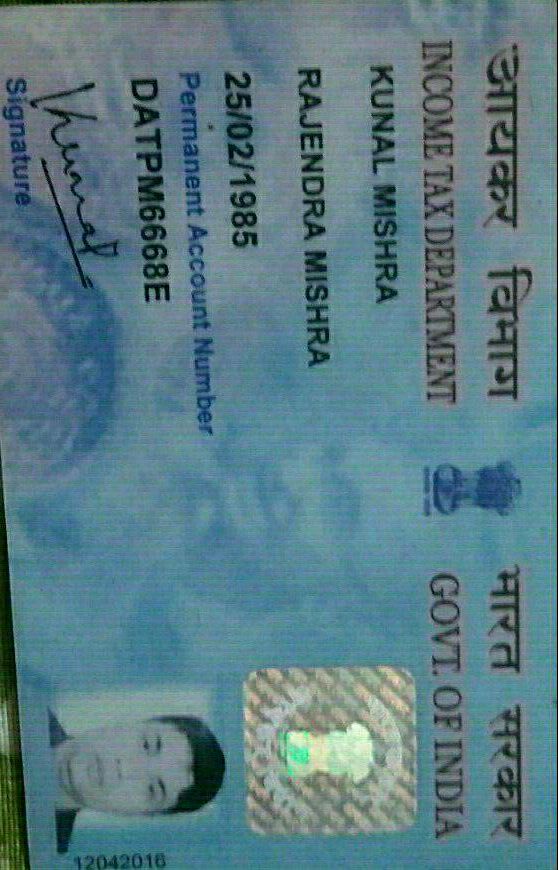 आयकर विभाग
INCOME TAX DEPARTMENT
भारत सरकार
GOVT. OF INDIA
KUNAL MISHRA
RAJENDRA MISHRA
25/02/1985
Permanent Account Number
DATPM6668E
Kunal
Signature
12042016